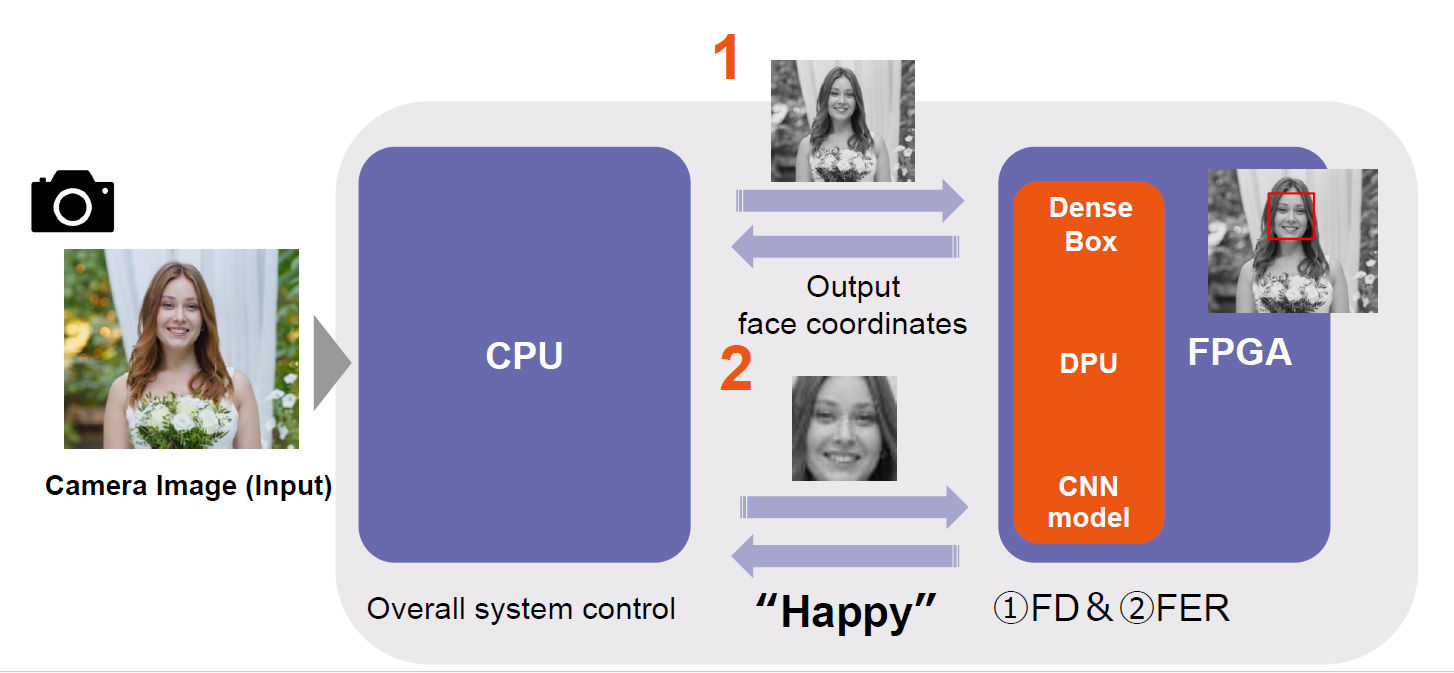 1
Dense
Box
Output
face coordinates
2
CPU
DPU
FPGA
Camera Image (Input)
CNN
model
Overall system control
“Happy”
①FD＆②FER